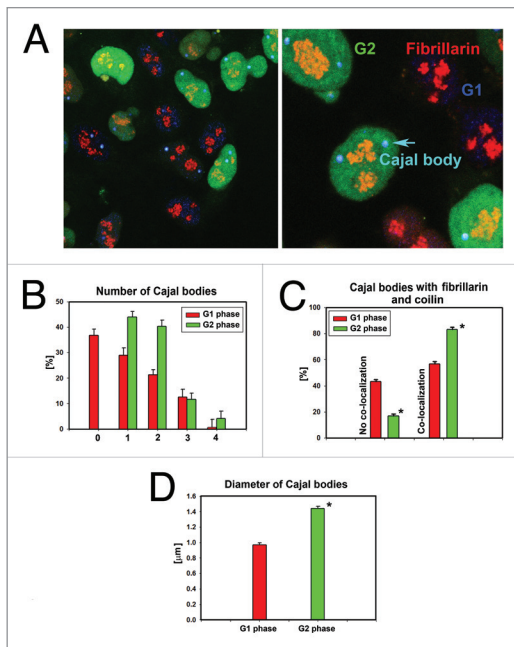 A
G2
Fibrillarin
G1
Cajal body
B
Number of Cajal bodies
G1 phase
G2 phase
50
40
30
20
10
0
[%]
0 1 2 3 4
C
Cajal bodies with fibrillarin
and coilin
G1 phase
G2 phase
100
80
60
40
20
0
[%]
No co-localization
Co-localization
*
*
D
Diameter of Cajal bodies
1.6
1.4
1.2
1.0
0.8
0.6
0.4
0.2
0.0
[µm]
*
G1 phase G2 phase